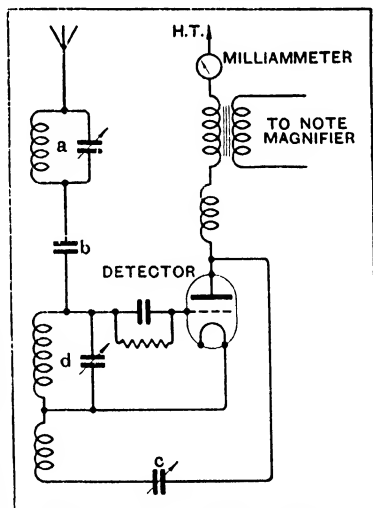 H.T.
MILLIAMMETER
a
TO NOTE
MAGNIFIER
b
DETECTOR
d
c